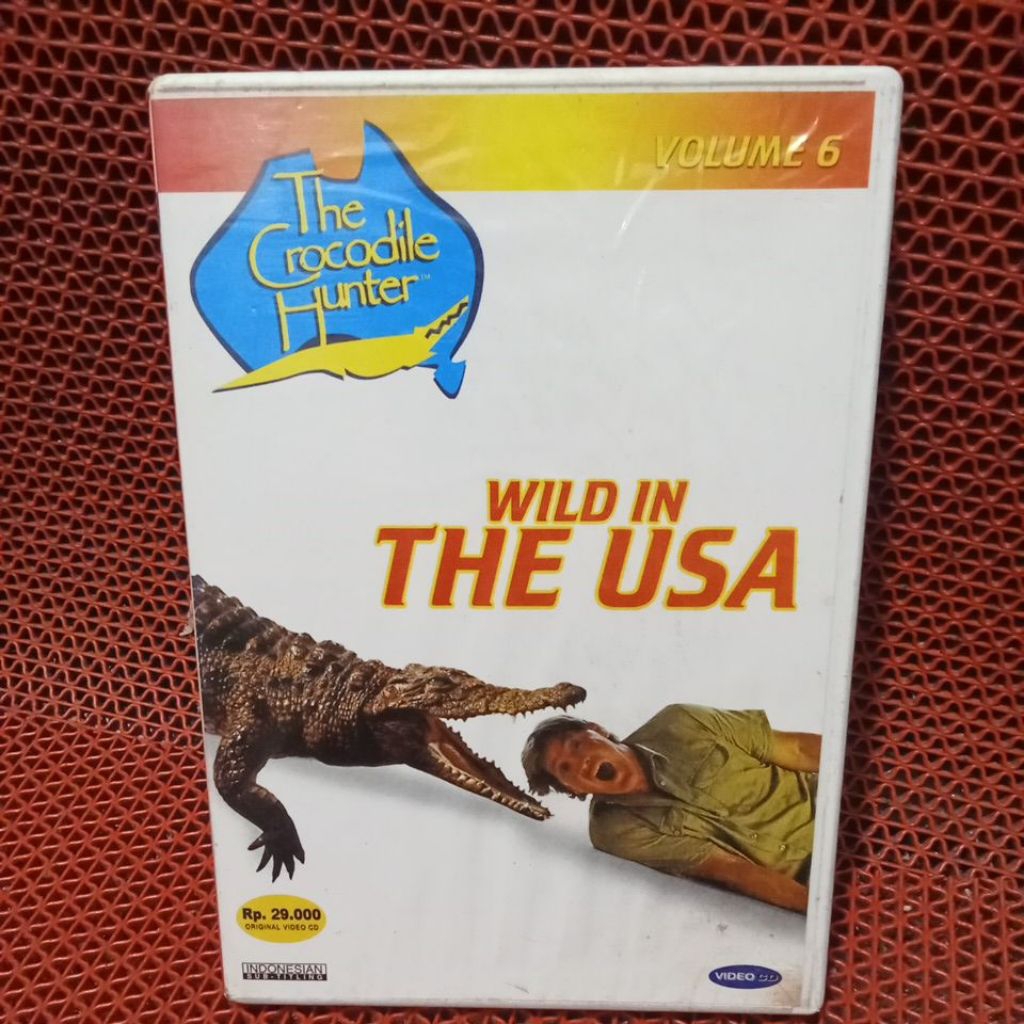 VOLUME 6
The
Crocodile
Hunter™
WILD IN
THE USA
Rp. 29.000
ORIGINAL VIDEO CD
INDONESIAN
SUB-TITLING
VIDEO CD